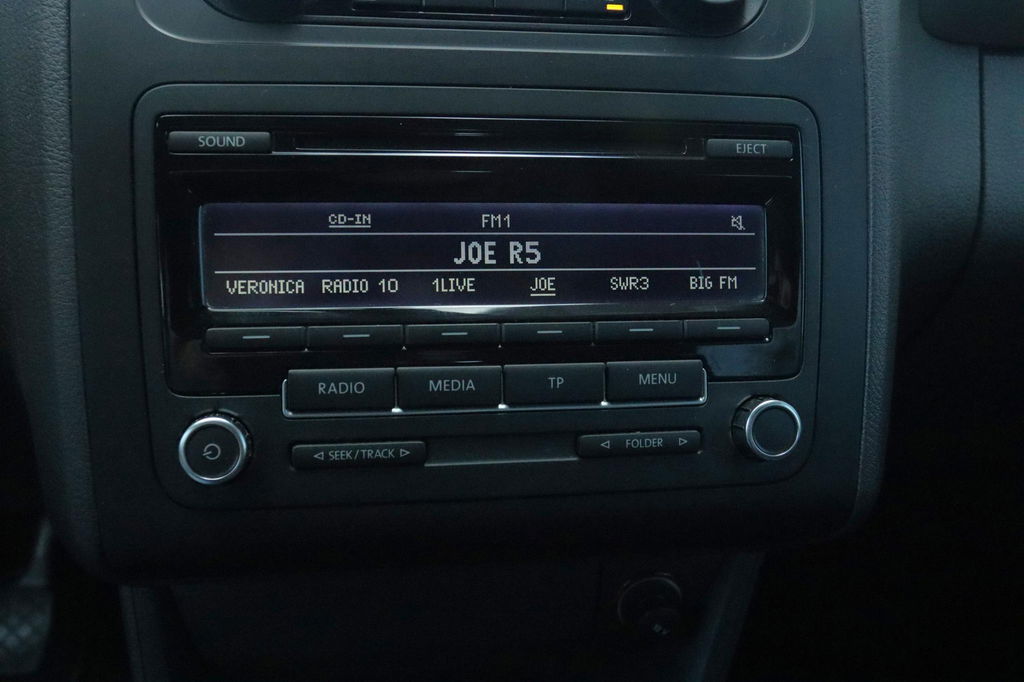 SOUND
EJECT
CD-IN FM1
JOE R5
VERONICA RADIO 10 1LIVE JOE SWR3 BIG FM
RADIO MEDIA TP MENU
SEEK/TRACK FOLDER